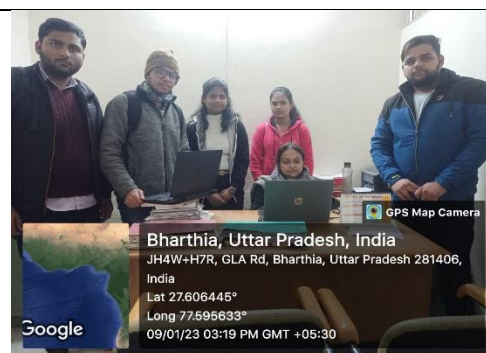 GPS Map Camera
Bharthia, Uttar Pradesh, India
JH4W+H7R, GLA Rd, Bharthia, Uttar Pradesh 281406,
India
Lat 27.606445°
Long 77.595633°
09/01/23 03:19 PM GMT +05:30
Google